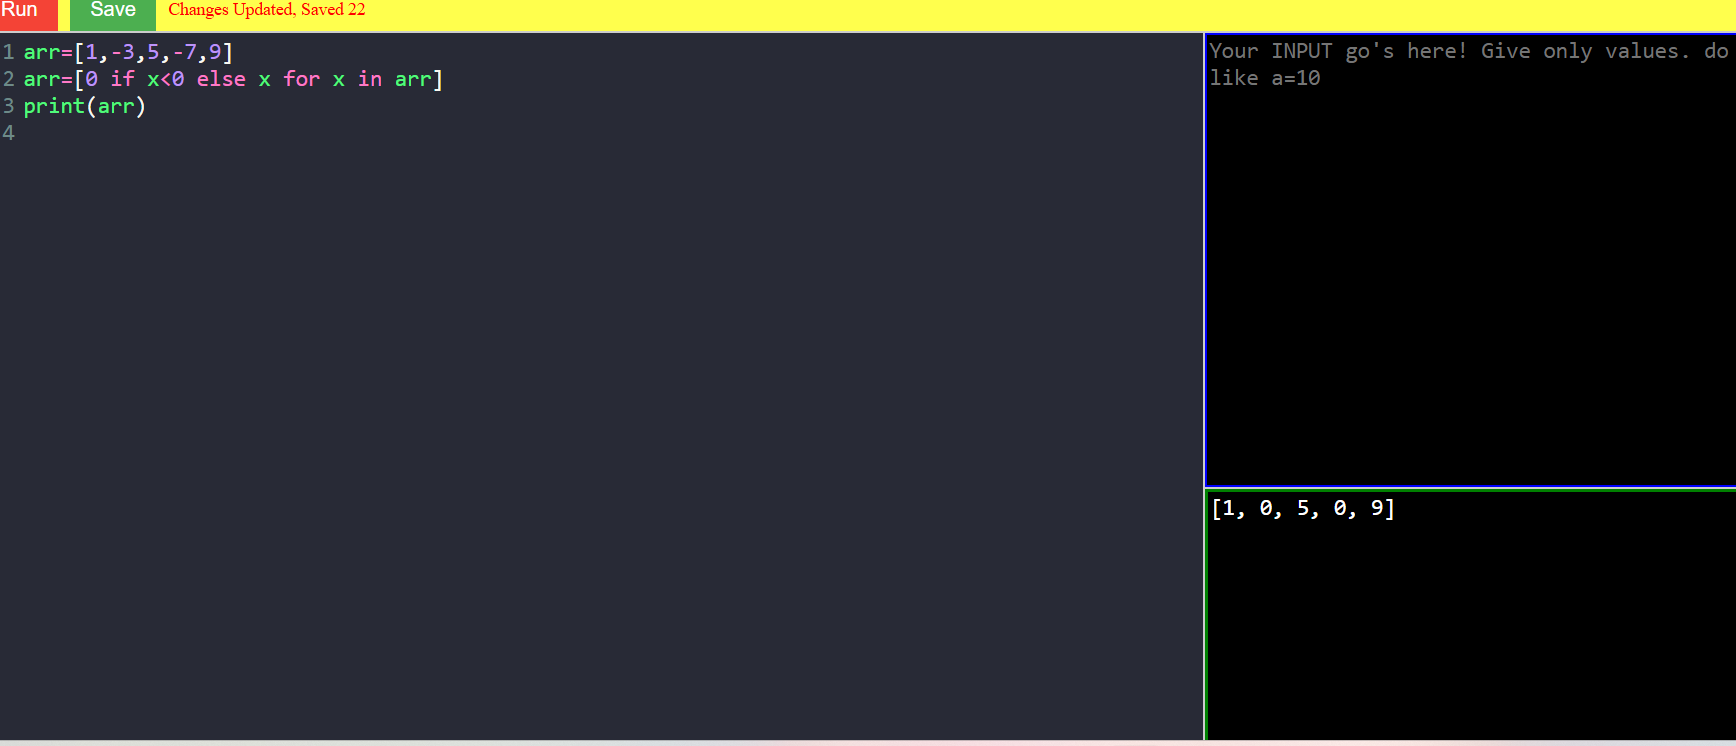 Run Save Changes Updated, Saved 22
1 arr=[1,-3,5,-7,9]
2 arr=[0 if x<0 else x for x in arr]
3 print(arr)
4
Your INPUT go's here! Give only values. do
like a=10
[1, 0, 5, 0, 9]